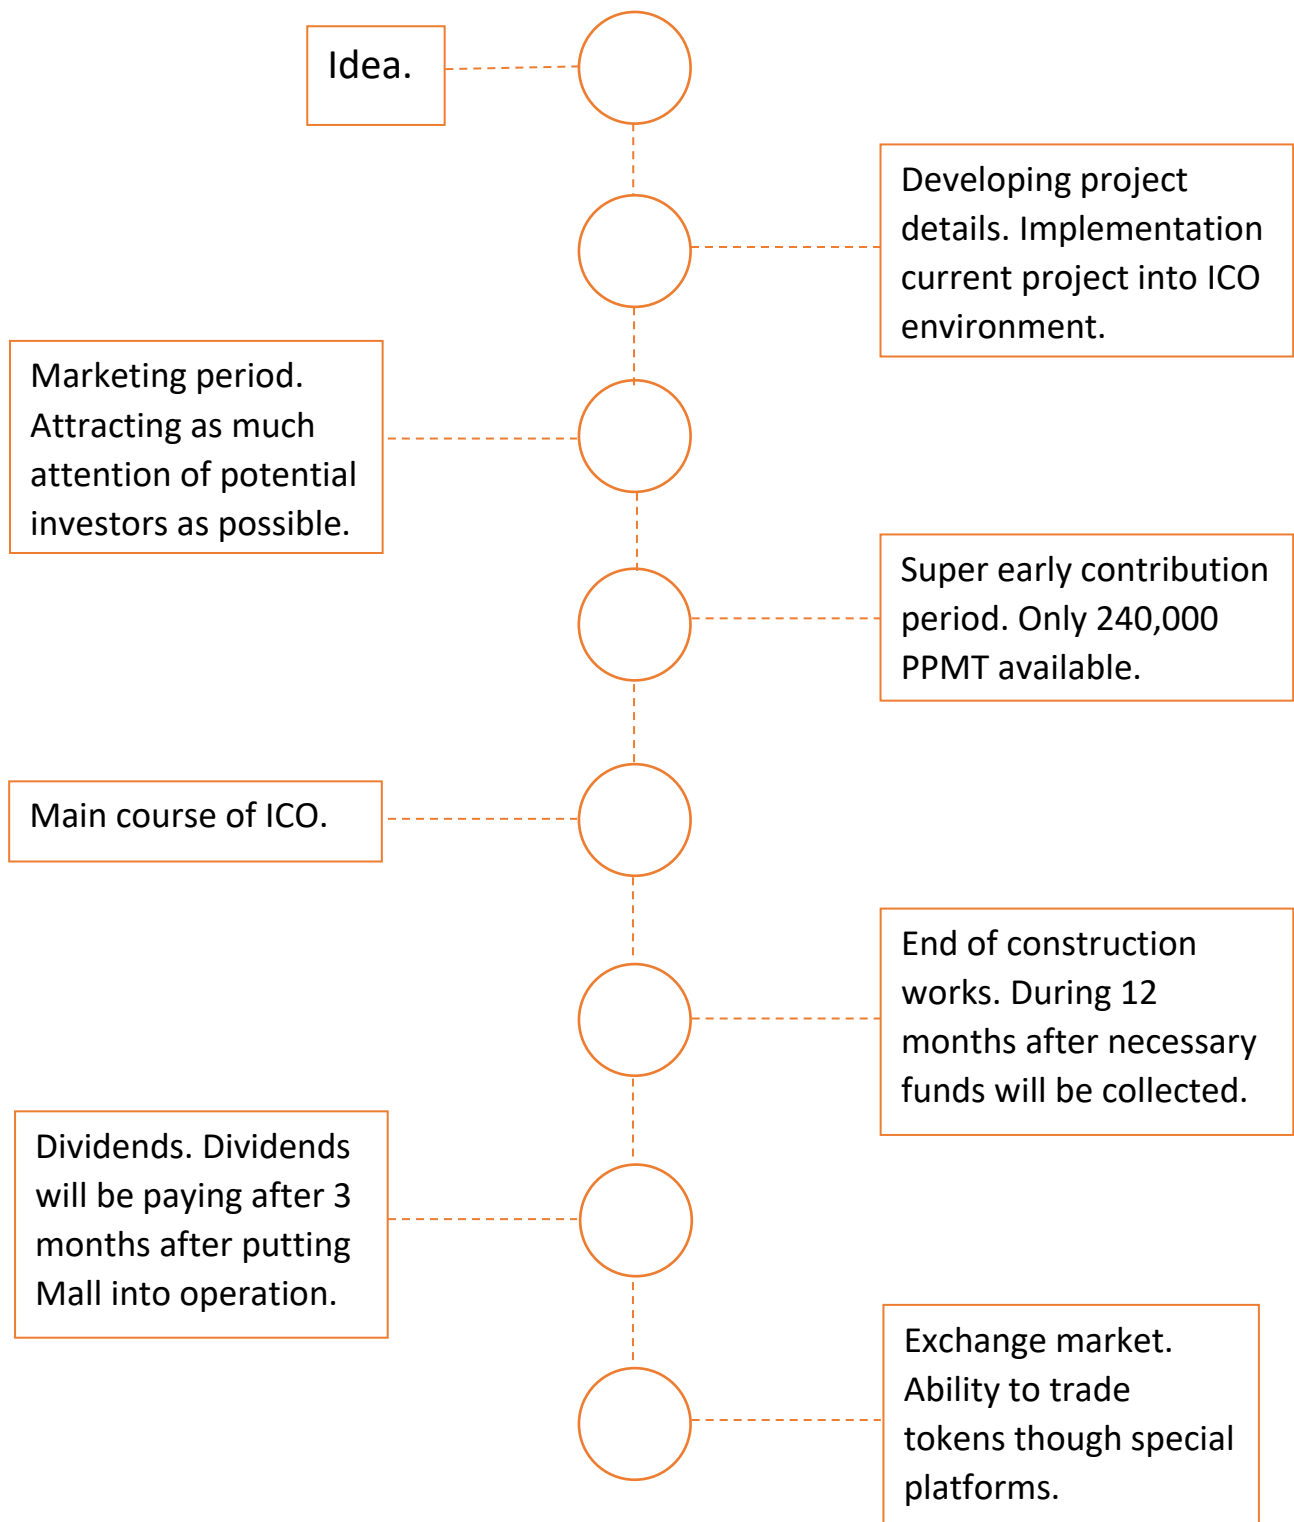 Idea.
Developing project
details. Implementation
current project into ICO
environment.
Marketing period.
Attracting as much
attention of potential
investors as possible.
Super early contribution
period. Only 240,000
PPMT available.
Main course of ICO.
End of construction
works. During 12
months after necessary
funds will be collected.
Dividends. Dividends
will be paying after 3
months after putting
Mall into operation.
Exchange market.
Ability to trade
tokens though special
platforms.